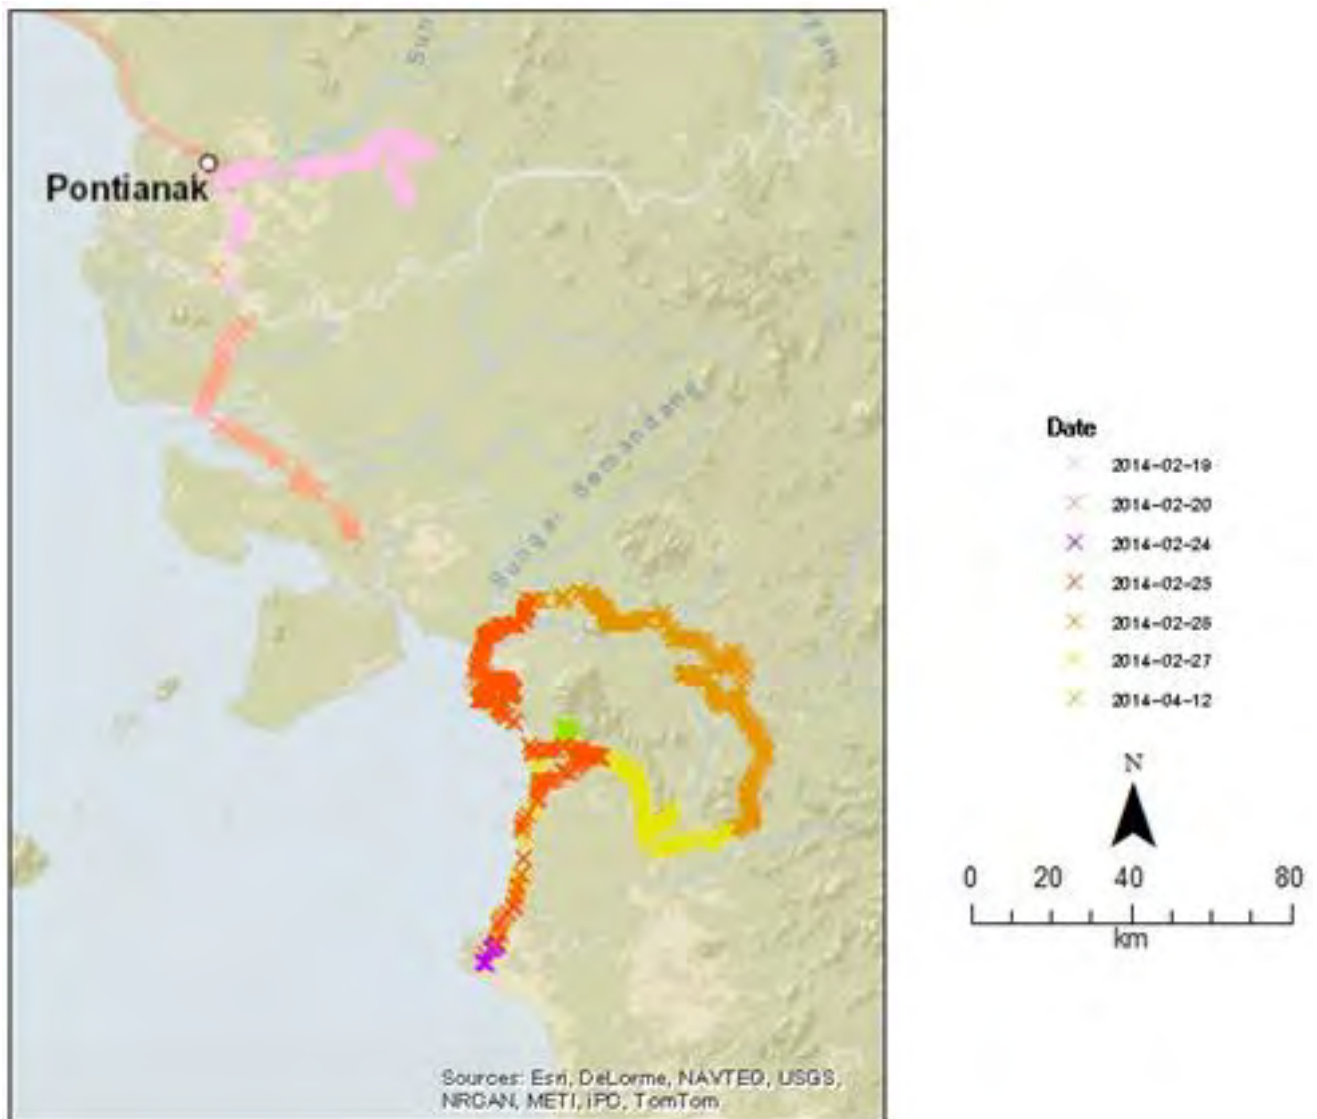 Sun
Pontianak
Sungai Semandang
Date
2014-02-19
2014-02-20
2014-02-24
2014-02-25
2014-02-26
2014-02-27
2014-04-12
N
0 20 40 80
km
Sources: Esri, DeLorme, NAVTEQ, USGS,
NRCAN, METI, iPC, TomTom